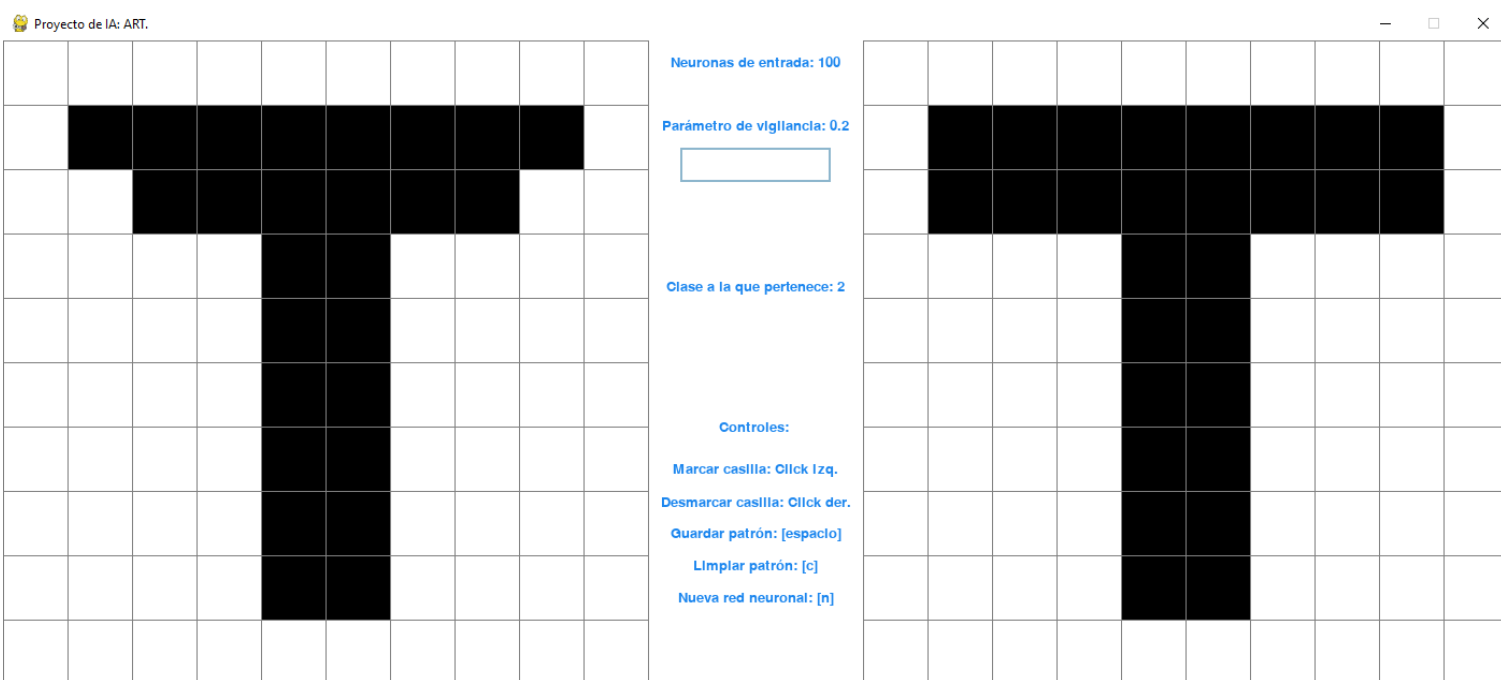 Proyecto de IA: ART.
Neuronas de entrada: 100
Parámetro de vigilancia: 0.2
Clase a la que pertenece: 2
Controles:
Marcar casilla: Click izq.
Desmarcar casilla: Click der.
Guardar patrón: [espacio]
Limpiar patrón: [c]
Nueva red neuronal: [n]